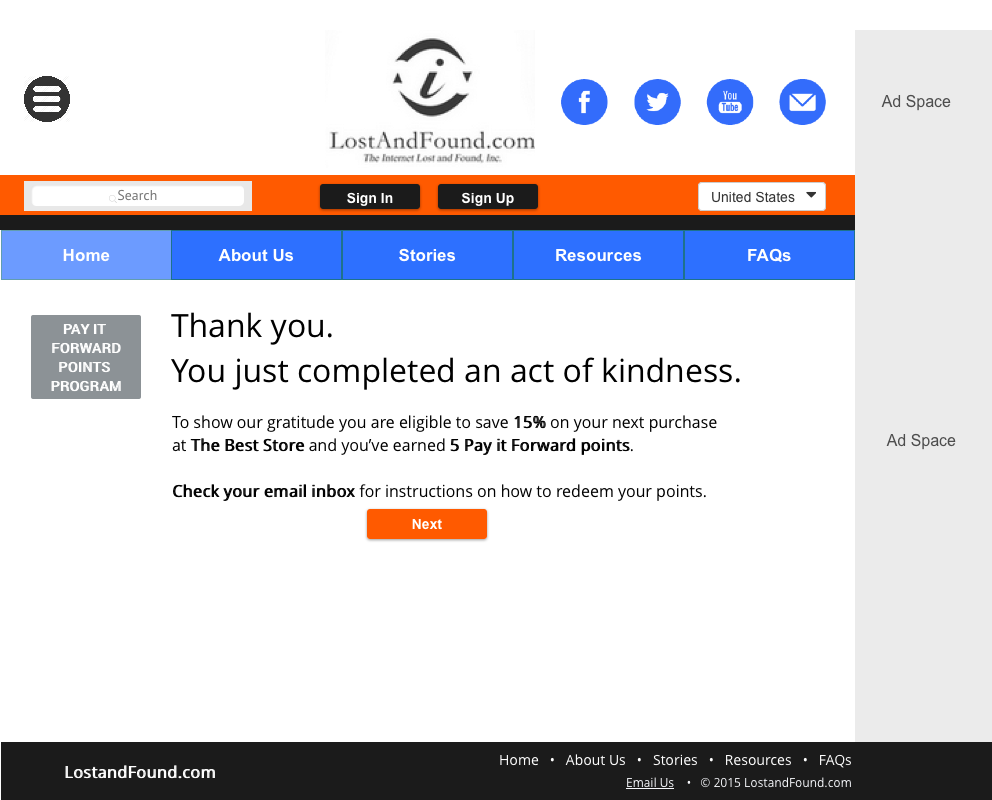 LostAndFound.com
The Internet Lost and Found, Inc.
f
You
Tube
Ad Space
Search
Sign In
Sign Up
United States
Home
About Us
Stories
Resources
FAQs
PAY IT
FORWARD
POINTS
PROGRAM
Thank you.
You just completed an act of kindness.
To show our gratitude you are eligible to save 15% on your next purchase
at The Best Store and you've earned 5 Pay it Forward points.
Ad Space
Check your email inbox for instructions on how to redeem your points.
Next
LostandFound.com
Home • About Us • Stories • Resources • FAQs
Email Us • © 2015 LostandFound.com